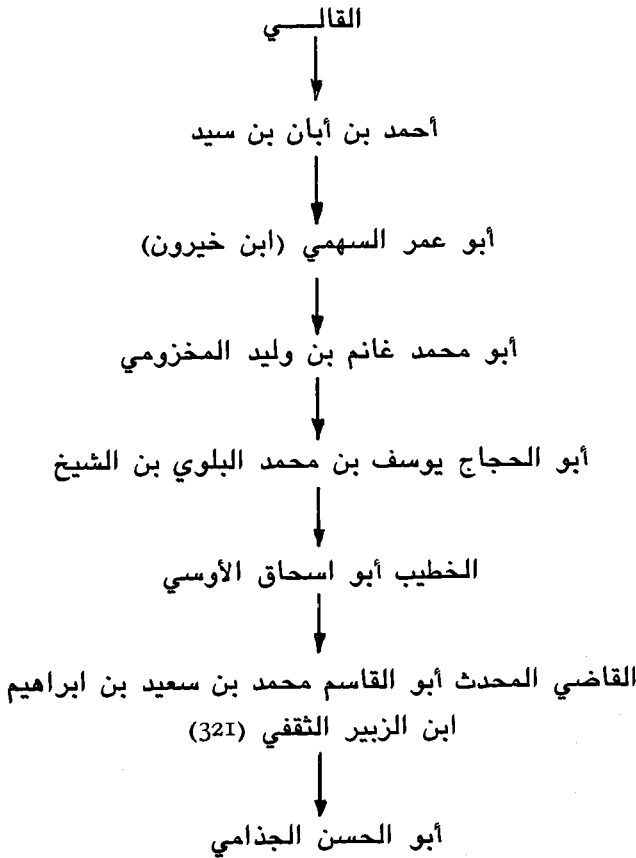 القالـــي
أحمد بن أبان بن سيد
أبو عمر السهمي (ابن خيرون)
أبو محمد غانم بن وليد المخزومي
أبو الحجاج يوسف بن محمد البلوي بن الشيخ
الخطيب أبو اسحاق الأوسي
القاضي المحدث أبو القاسم محمد بن سعيد بن ابراهيم
ابن الزبير الثقفي (321)
أبو الحسن الجذامي